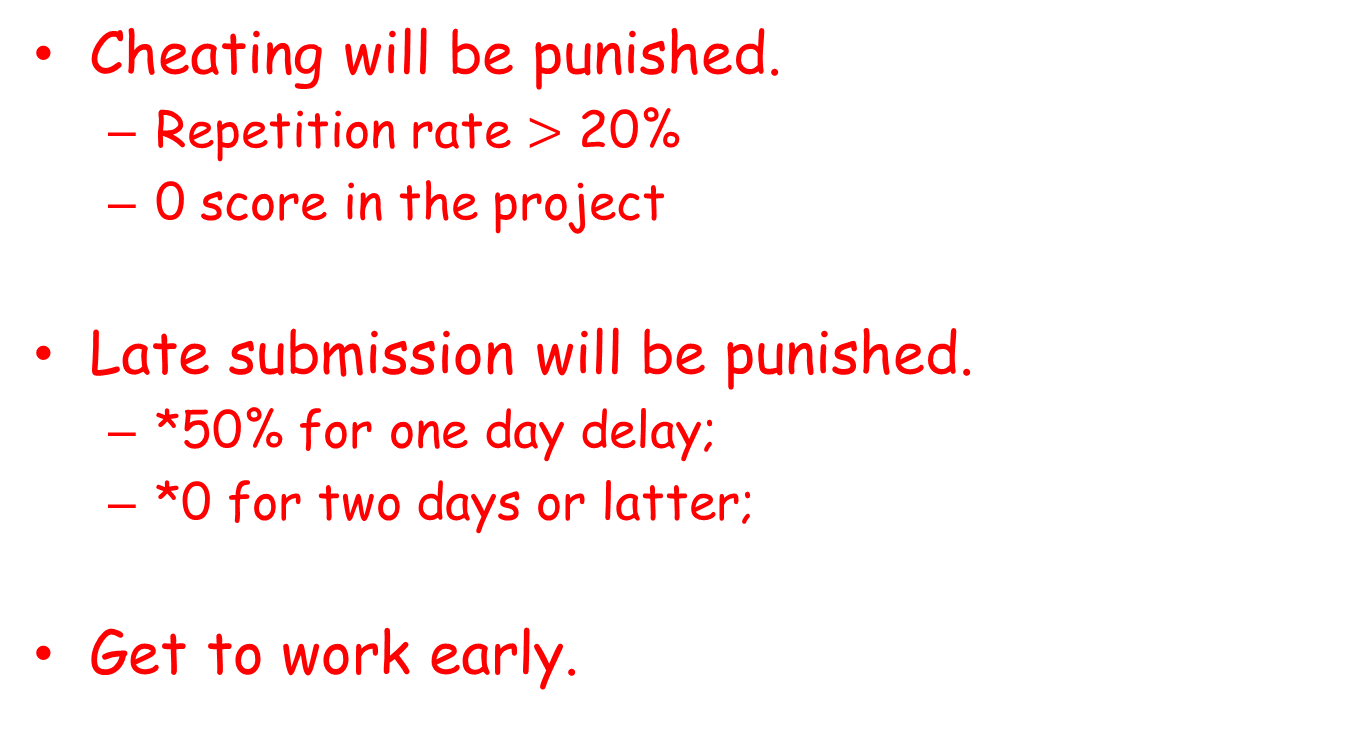 • Cheating will be punished.
– Repetition rate > 20%
– 0 score in the project
• Late submission will be punished.
– *50% for one day delay;
– *0 for two days or latter;
• Get to work early.